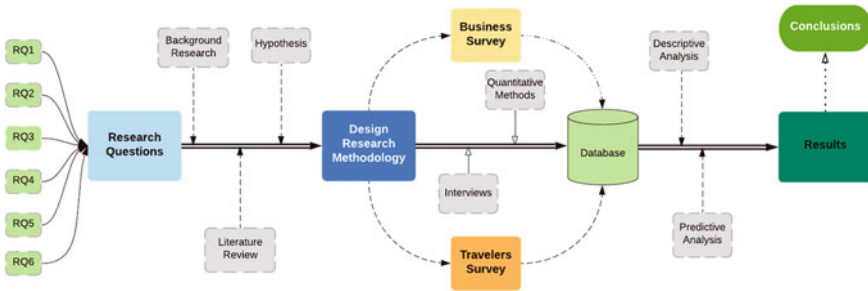 RQ1
RQ2
RQ3
RQ4
RQ5
RQ6
Research
Questions
Background
Research
Hypothesis
Literature
Review
Design
Research
Methodology
Business
Survey
Quantitative
Methods
Interviews
Travelers
Survey
Database
Descriptive
Analysis
Predictive
Analysis
Conclusions
Results